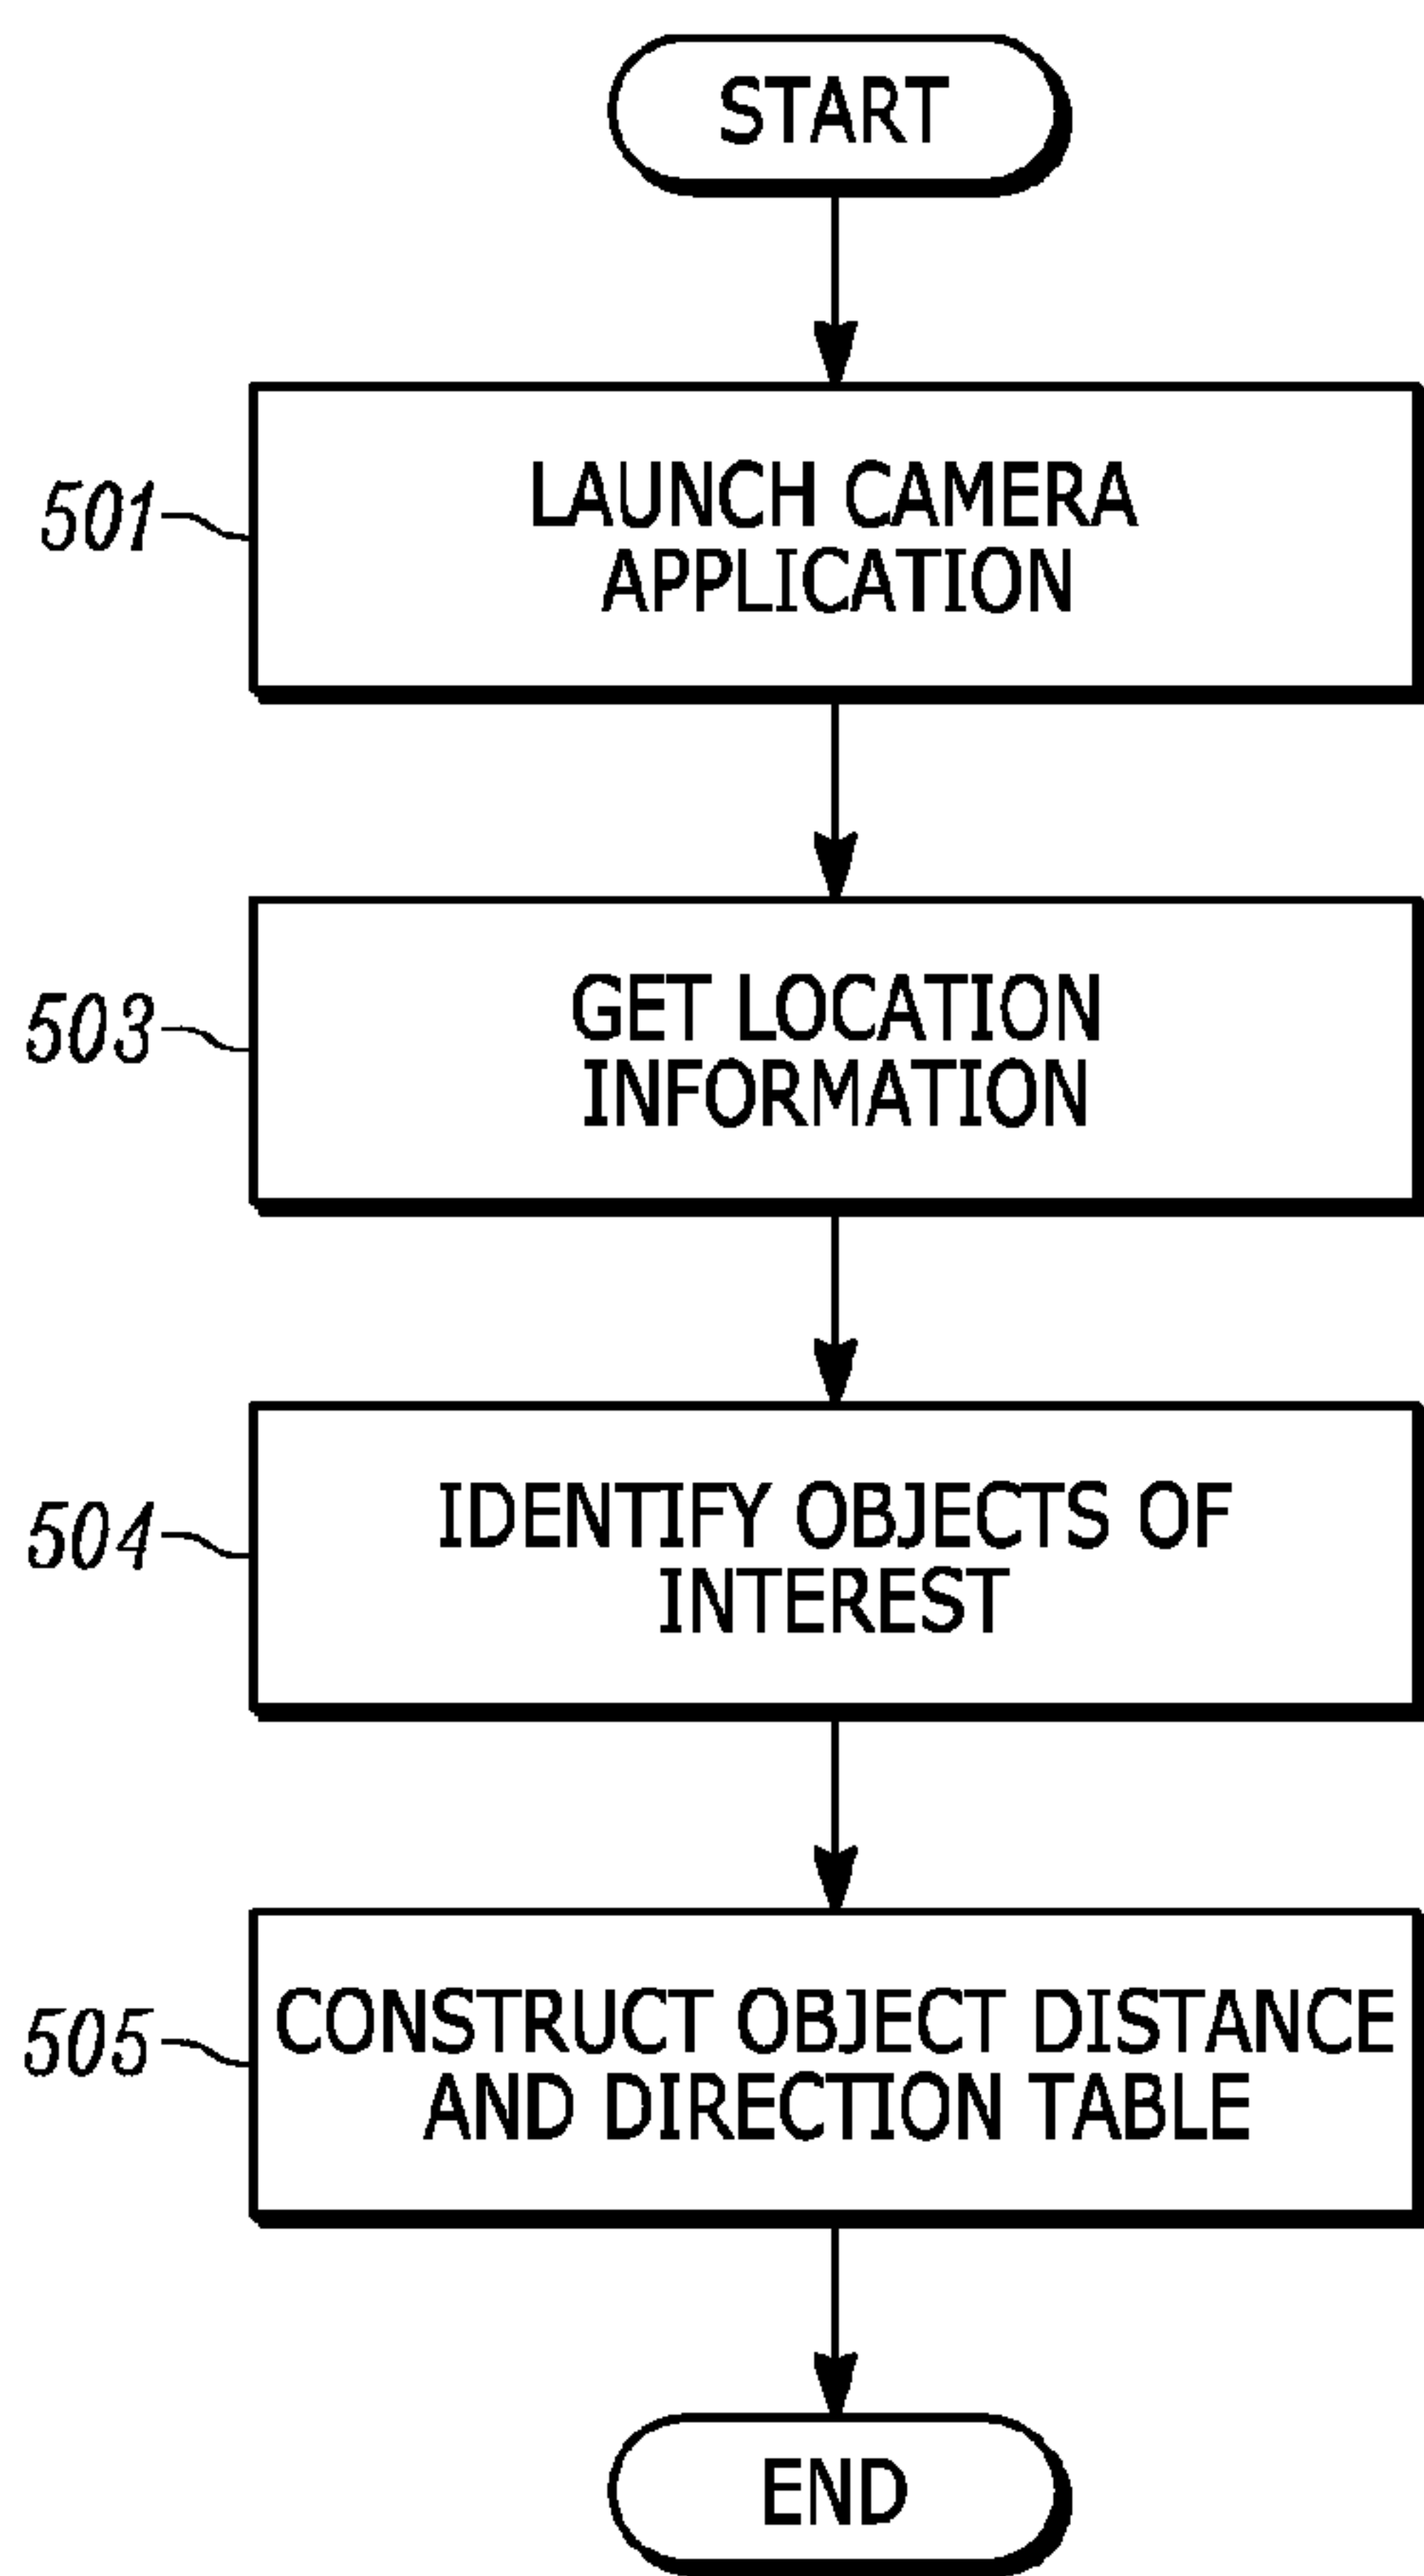 START
501
LAUNCH CAMERA
APPLICATION
503
GET LOCATION
INFORMATION
504
IDENTIFY OBJECTS OF
INTEREST
505
CONSTRUCT OBJECT DISTANCE
AND DIRECTION TABLE
END